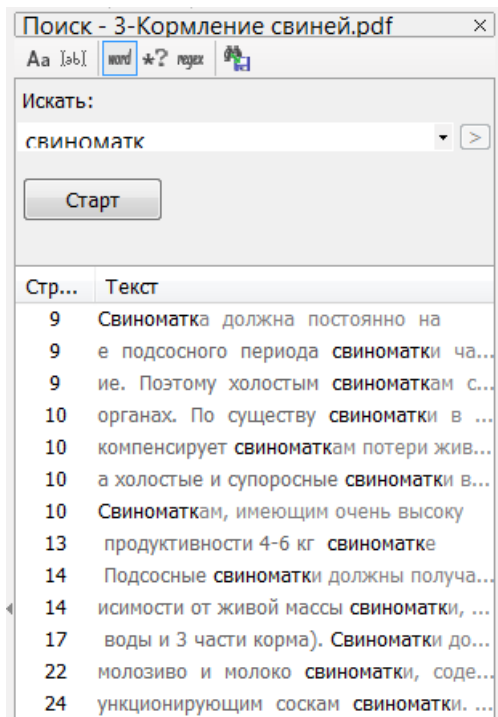 Поиск - 3-Кормление свиней.pdf
Aa [ab] word *? regex
Искать:
свиноматк
>
Старт
Стр... Текст
9 Свиноматка должна постоянно на
9 е подсосного периода свиноматки ча...
9 ие. Поэтому холостым свиноматкам с...
10 органах. По существу свиноматки в ...
10 компенсирует свиноматкам потери жив...
10 а холостые и супоросные свиноматки в...
10 Свиноматкам, имеющим очень высоку
13 продуктивности 4-6 кг свиноматке
14 Подсосные свиноматки должны получа...
14 исимости от живой массы свиноматки, ...
17 воды и 3 части корма). Свиноматки до...
22 молозиво и молоко свиноматки, соде...
24 ункционирующим соскам свиноматки. ...